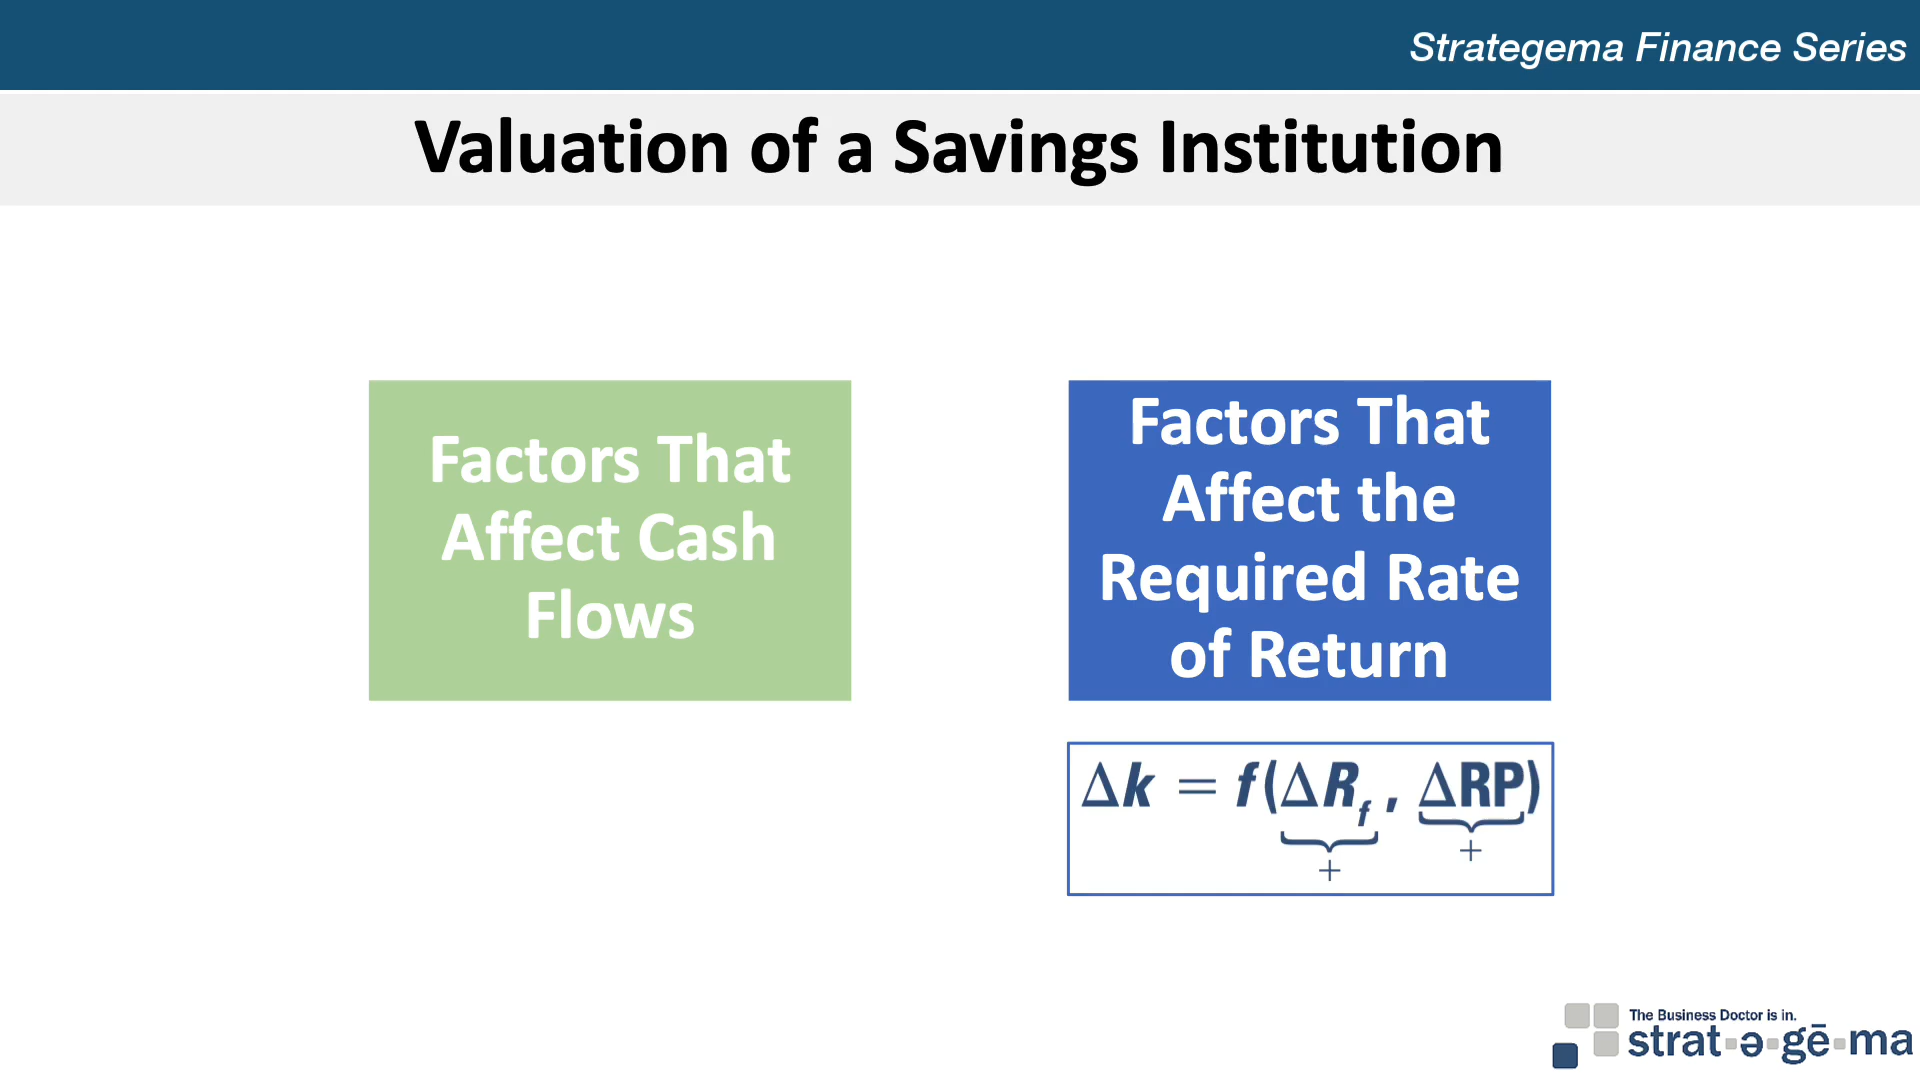 Strategema Finance Series
Valuation of a Savings Institution
Factors That
Affect Cash
Flows
Factors That
Affect the
Required Rate
of Return
Δk = f(ΔR_f, ΔRP)
+ +
The Business Doctor is in.
strat-ə-gē-ma